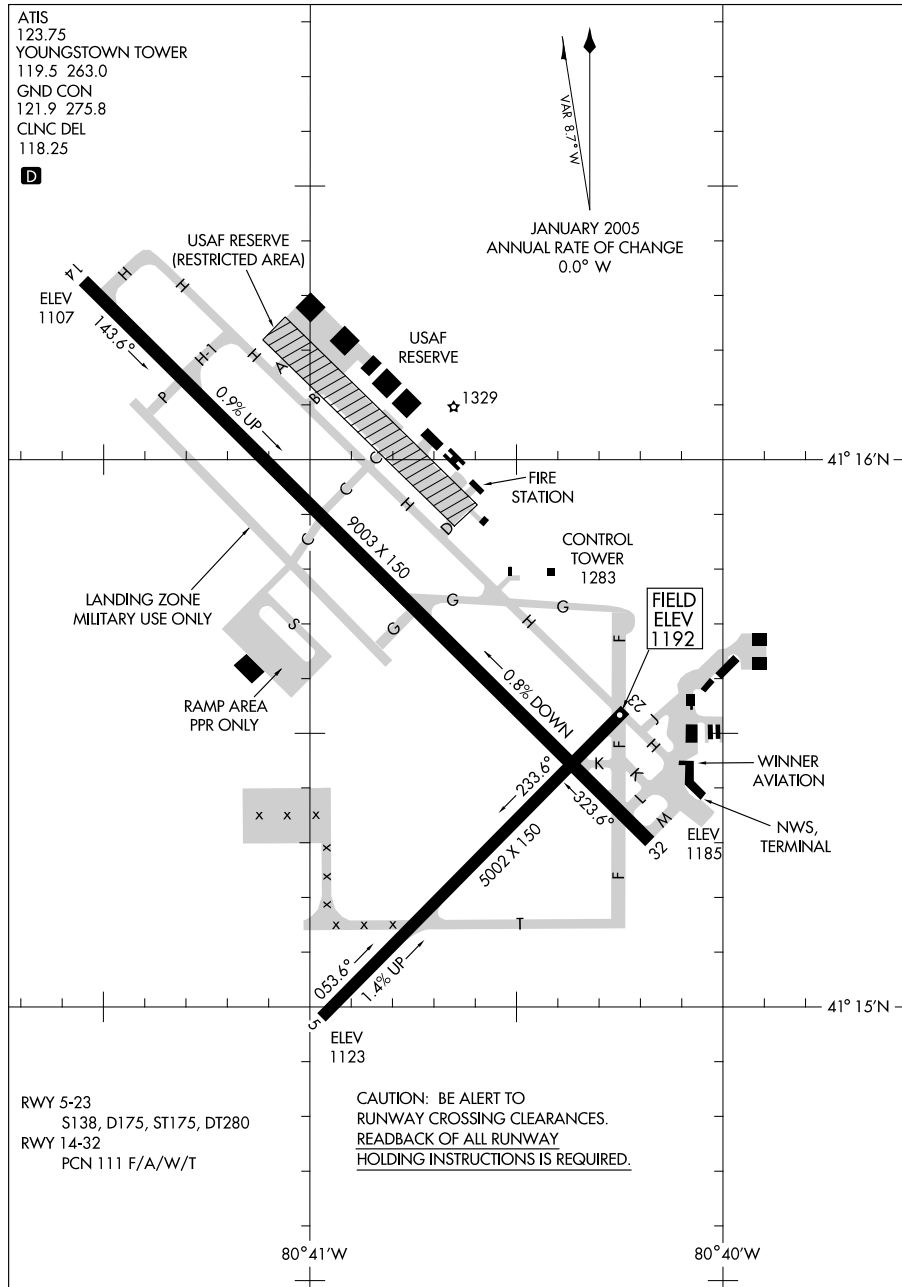 ATIS
123.75
YOUNGSTOWN TOWER
119.5 263.0
GND CON
121.9 275.8
CLNC DEL
118.25
D
VAR 8.7° W
JANUARY 2005
ANNUAL RATE OF CHANGE
0.0° W
USAF RESERVE
(RESTRICTED AREA)
14
ELEV
1107
143.6°
H
H
H
H-1
P
A
B
USAF
RESERVE
1329
0.9% UP
C
C
C
H
D
41°16'N
FIRE
STATION
9003 X 150
CONTROL
TOWER
1283
LANDING ZONE
MILITARY USE ONLY
S
G
G
G
H
F
FIELD
ELEV
1192
RAMP AREA
PPR ONLY
0.8% DOWN
23
J
H
F
K
K
L
M
WINNER
AVIATION
233.6°
323.6°
5002 X 150
32
ELEV
1185
NWS,
TERMINAL
x x x
x
x
x
x x x
F
T
053.6°
1.4% UP
5
ELEV
1123
41°15'N
RWY 5-23
S138, D175, ST175, DT280
RWY 14-32
PCN 111 F/A/W/T
CAUTION: BE ALERT TO
RUNWAY CROSSING CLEARANCES.
READBACK OF ALL RUNWAY
HOLDING INSTRUCTIONS IS REQUIRED.
80°41'W
80°40'W